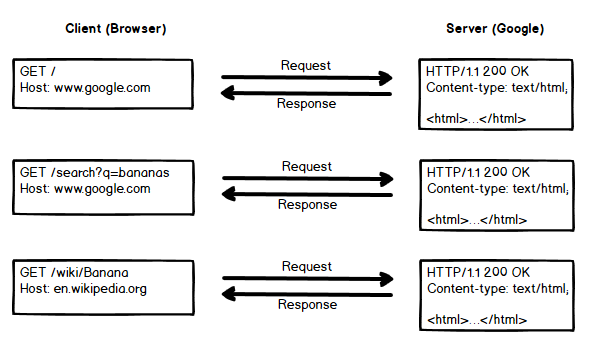 Client (Browser)
Server (Google)
GET /
Host: www.google.com
Request
Response
HTTP/1.1 200 OK
Content-type: text/html;
<html>...</html>
GET /search?q=bananas
Host: www.google.com
Request
Response
HTTP/1.1 200 OK
Content-type: text/html;
<html>...</html>
GET /wiki/Banana
Host: en.wikipedia.org
Request
Response
HTTP/1.1 200 OK
Content-type: text/html;
<html>...</html>